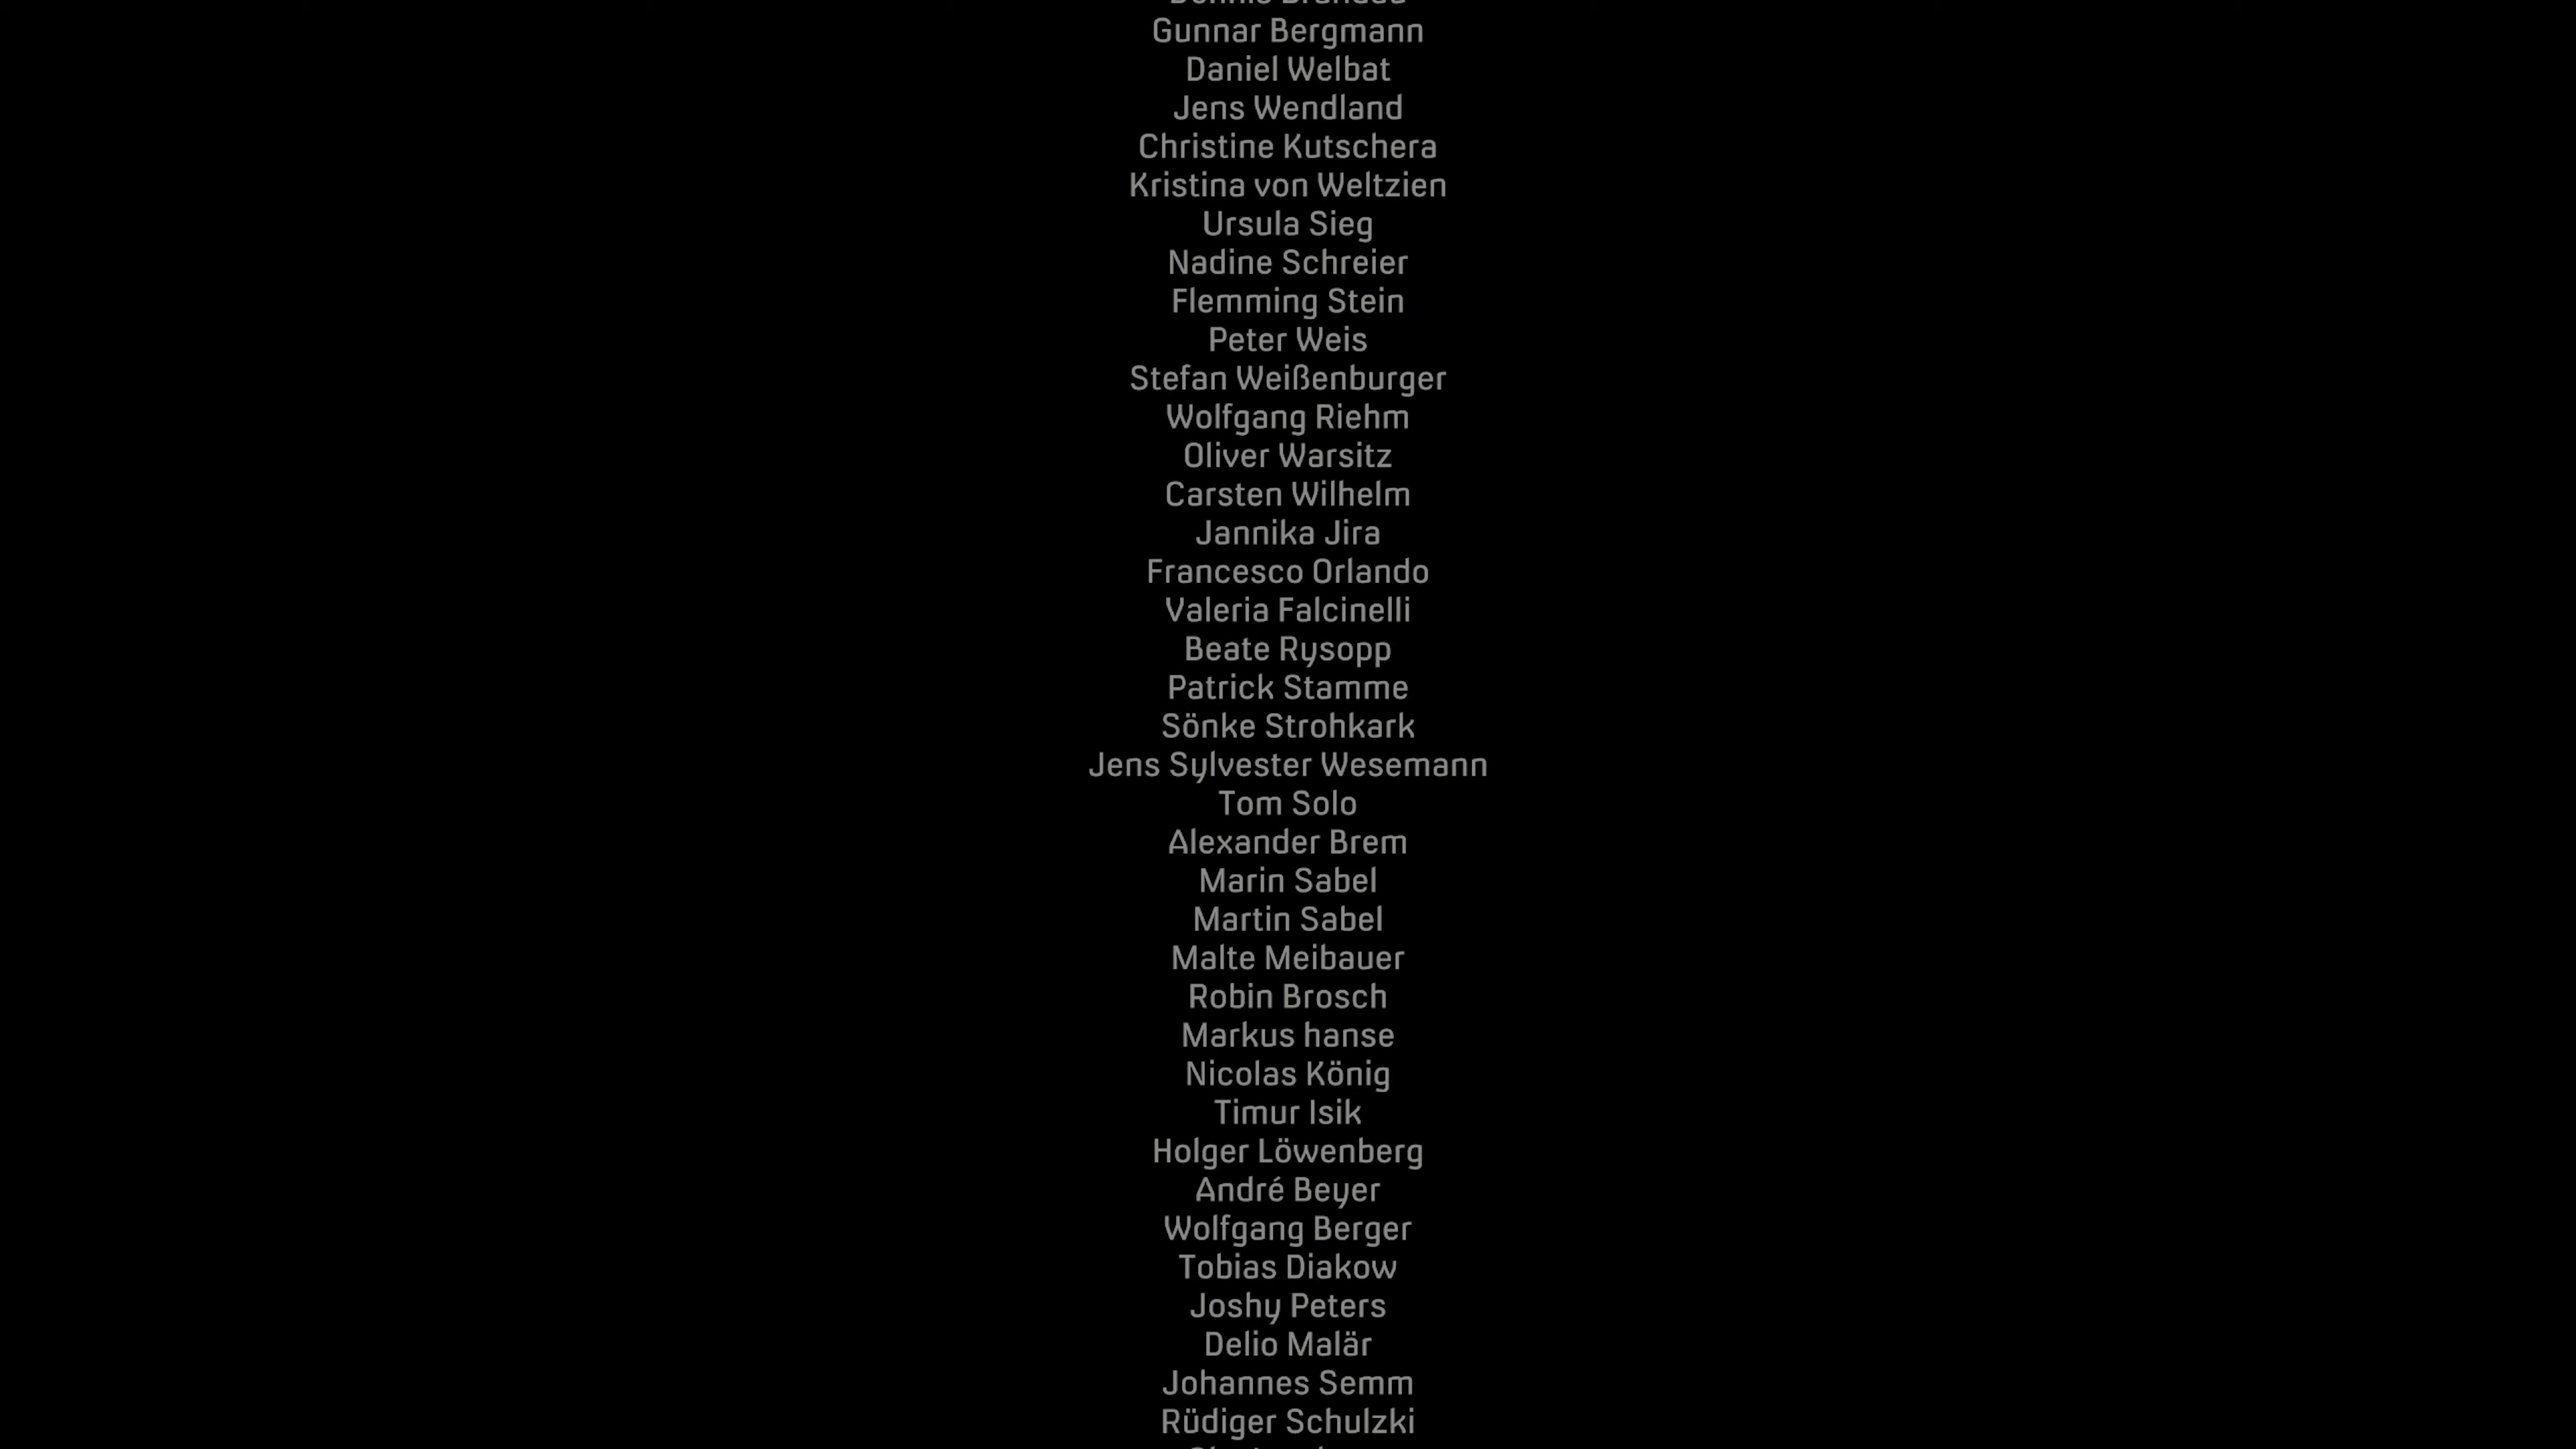 Gunnar Bergmann
Daniel Welbat
Jens Wendland
Christine Kutschera
Kristina von Weltzien
Ursula Sieg
Nadine Schreier
Flemming Stein
Peter Weis
Stefan Weißenburger
Wolfgang Riehm
Oliver Warsitz
Carsten Wilhelm
Jannika Jira
Francesco Orlando
Valeria Falcinelli
Beate Rysopp
Patrick Stamme
Sönke Strohkark
Jens Sylvester Wesemann
Tom Solo
Alexander Brem
Marin Sabel
Martin Sabel
Malte Meibauer
Robin Brosch
Markus hanse
Nicolas König
Timur Isik
Holger Löwenberg
André Beyer
Wolfgang Berger
Tobias Diakow
Joshy Peters
Delio Malär
Johannes Semm
Rüdiger Schulzki